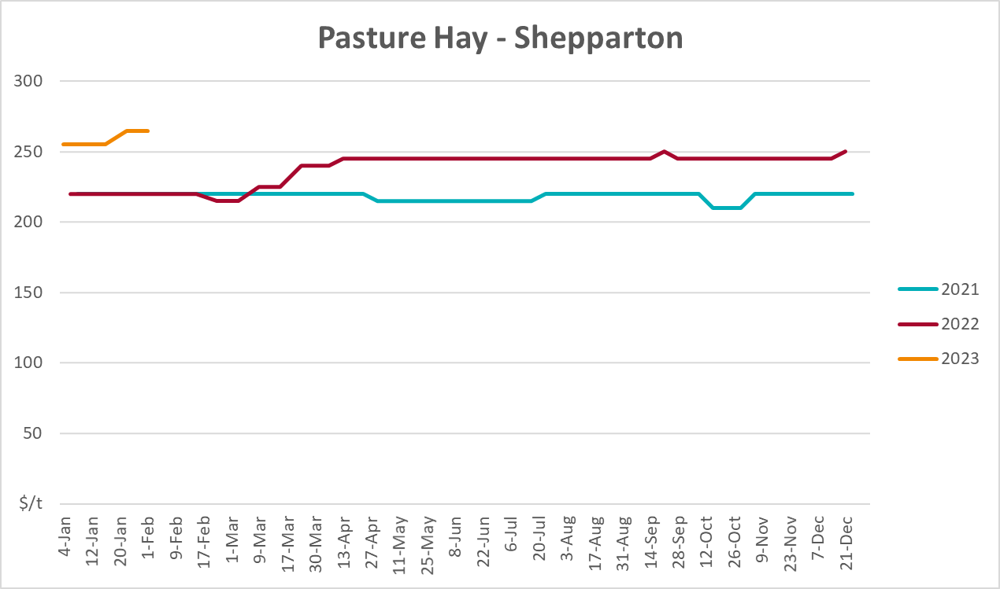 Pasture Hay - Shepparton
300
250
200
150
100
50
$/t
4-Jan
12-Jan
20-Jan
1-Feb
9-Feb
17-Feb
1-Mar
9-Mar
17-Mar
30-Mar
13-Apr
27-Apr
11-May
25-May
8-Jun
22-Jun
6-Jul
20-Jul
3-Aug
17-Aug
31-Aug
14-Sep
28-Sep
12-Oct
26-Oct
9-Nov
23-Nov
7-Dec
21-Dec
2021
2022
2023